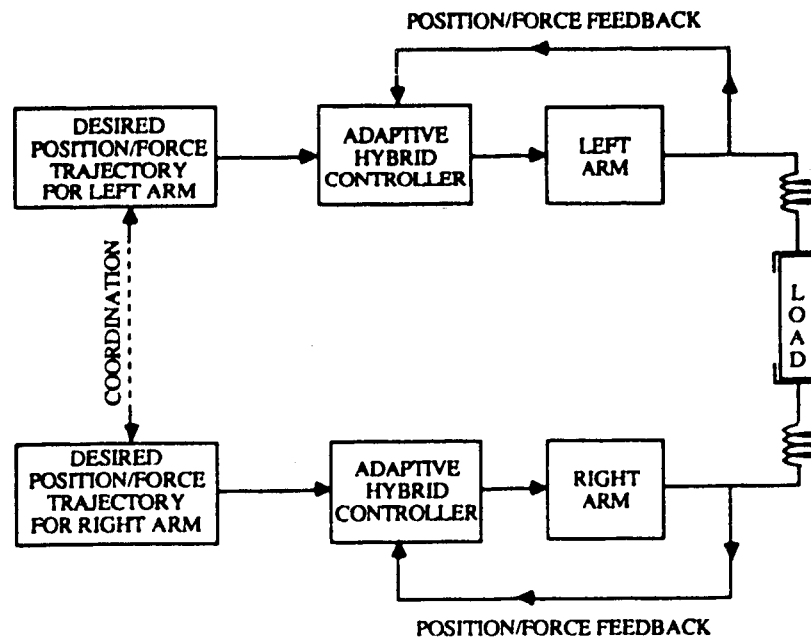 POSITION/FORCE FEEDBACK
DESIRED
POSITION/FORCE
TRAJECTORY
FOR LEFT ARM
ADAPTIVE
HYBRID
CONTROLLER
LEFT
ARM
COORDINATION
L
O
A
D
DESIRED
POSITION/FORCE
TRAJECTORY
FOR RIGHT ARM
ADAPTIVE
HYBRID
CONTROLLER
RIGHT
ARM
POSITION/FORCE FEEDBACK